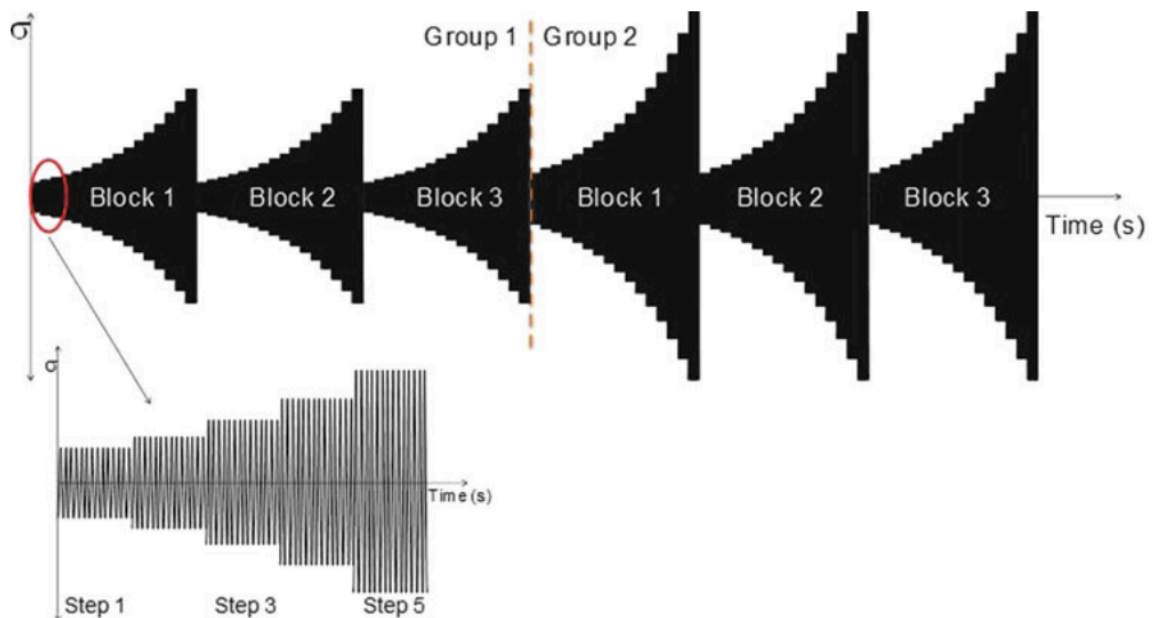 σ
Group 1
Group 2
Block 1
Block 2
Block 3
Block 1
Block 2
Block 3
Time (s)
σ
Time (s)
Step 1
Step 3
Step 5